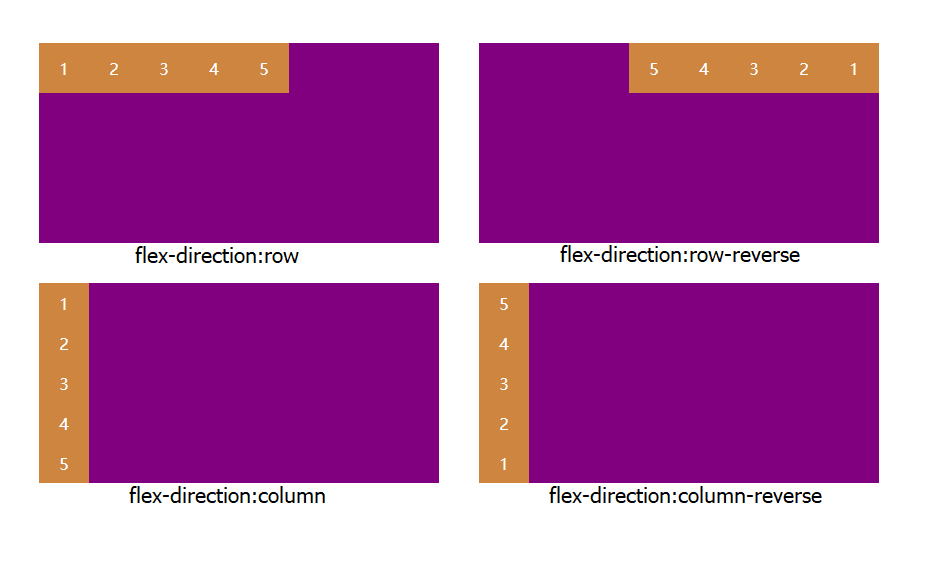 1 2 3 4 5
flex-direction:row
5 4 3 2 1
flex-direction:row-reverse
1
2
3
4
5
flex-direction:column
5
4
3
2
1
flex-direction:column-reverse